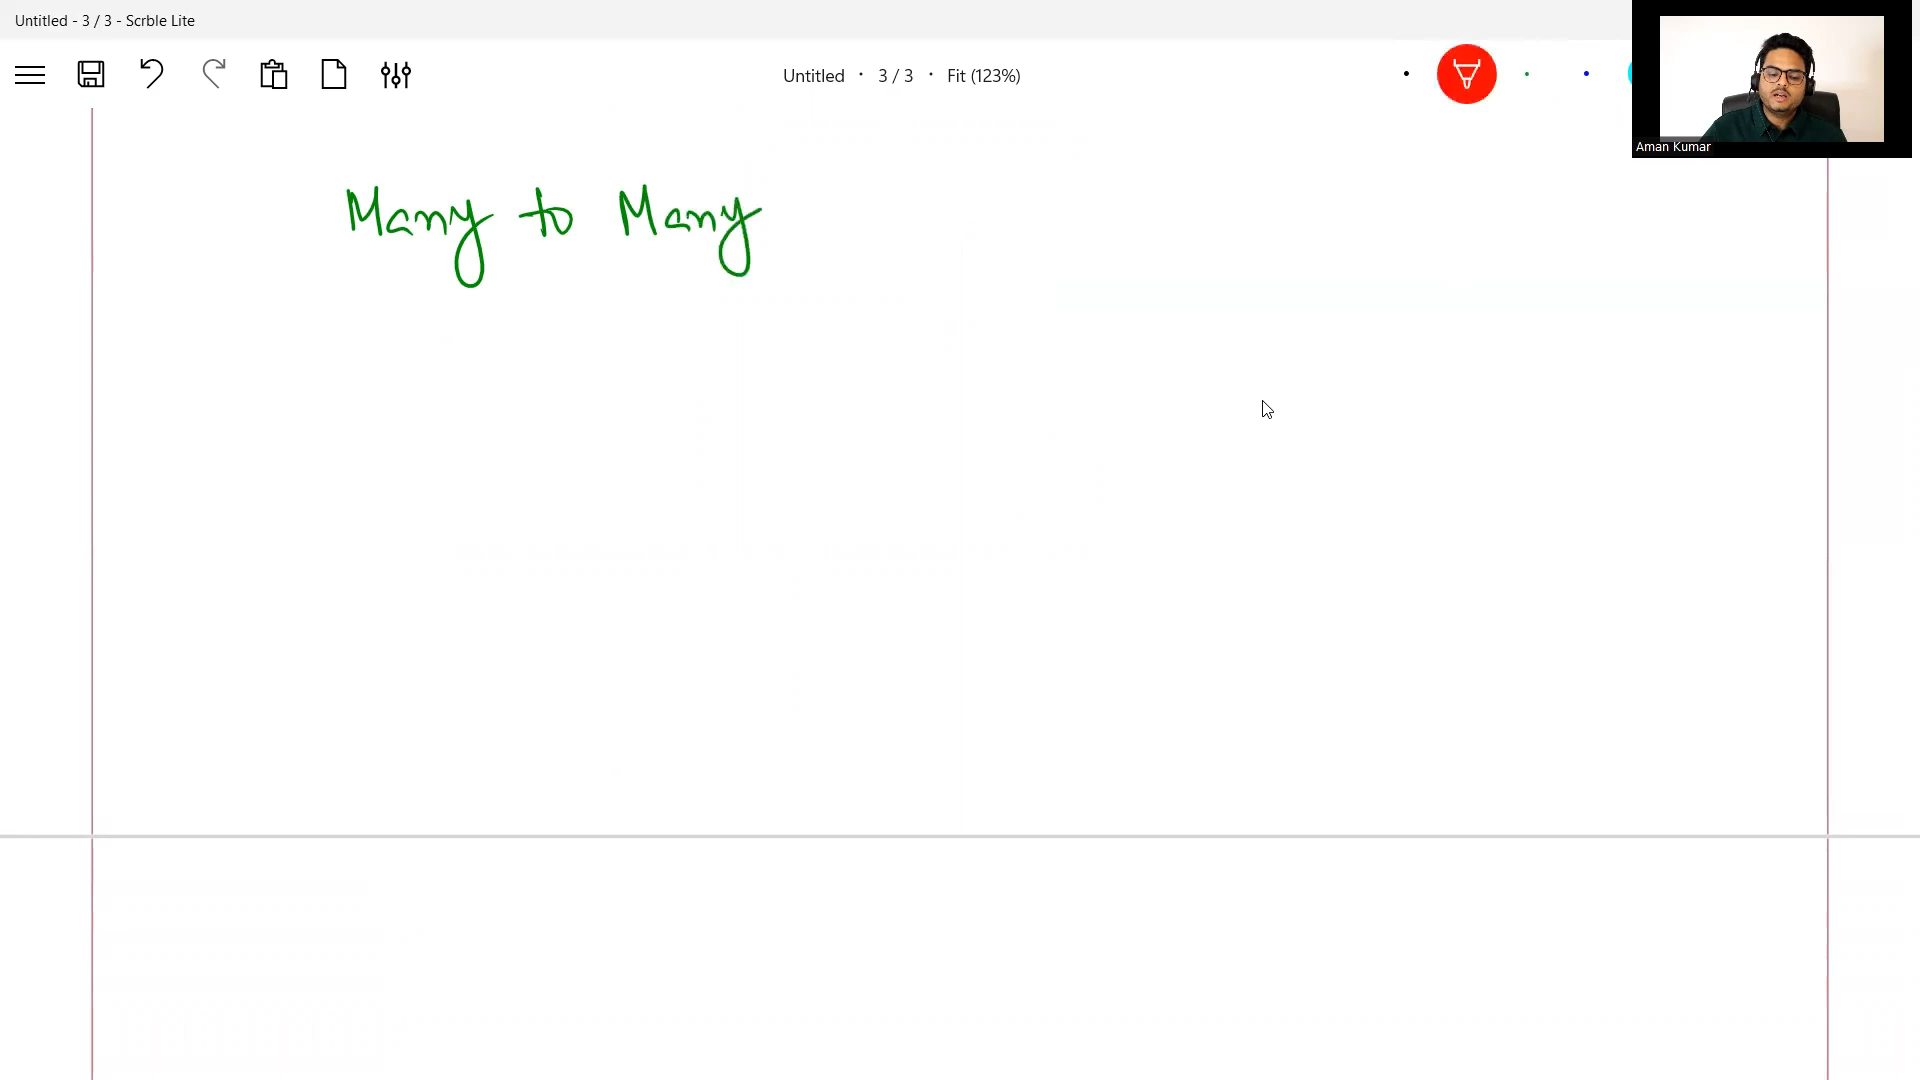 Untitled - 3 / 3 - Scrble Lite
Untitled · 3 / 3 · Fit (123%)
Aman Kumar
Many to Many